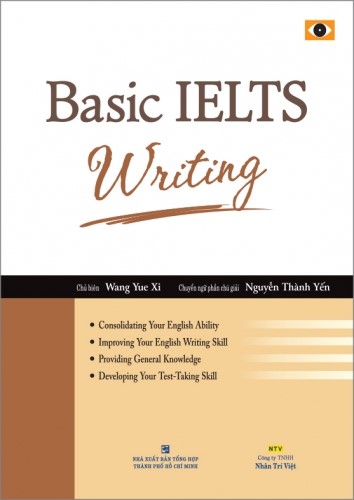 Basic IELTS
Writing
Chủ biên Wang Yue Xi Chuyển ngữ phần chú giải Nguyễn Thành Yến
• Consolidating Your English Ability
• Improving Your English Writing Skill
• Providing General Knowledge
• Developing Your Test-Taking Skill
NHÀ XUẤT BẢN TỔNG HỢP
THÀNH PHỐ HỒ CHÍ MINH
NTV
Công ty TNHH
Nhân Trí Việt